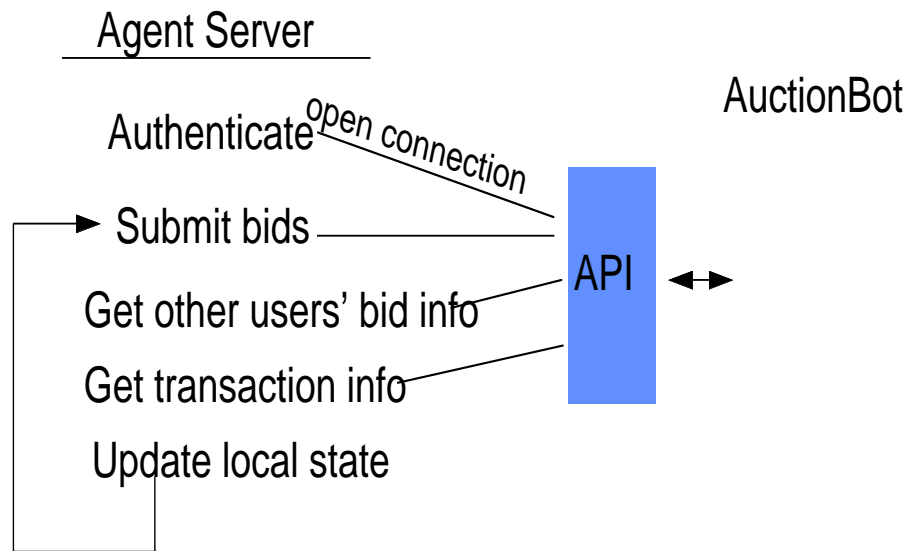 Agent Server
AuctionBot
Authenticate
open connection
Submit bids
API
Get other users’ bid info
Get transaction info
Update local state